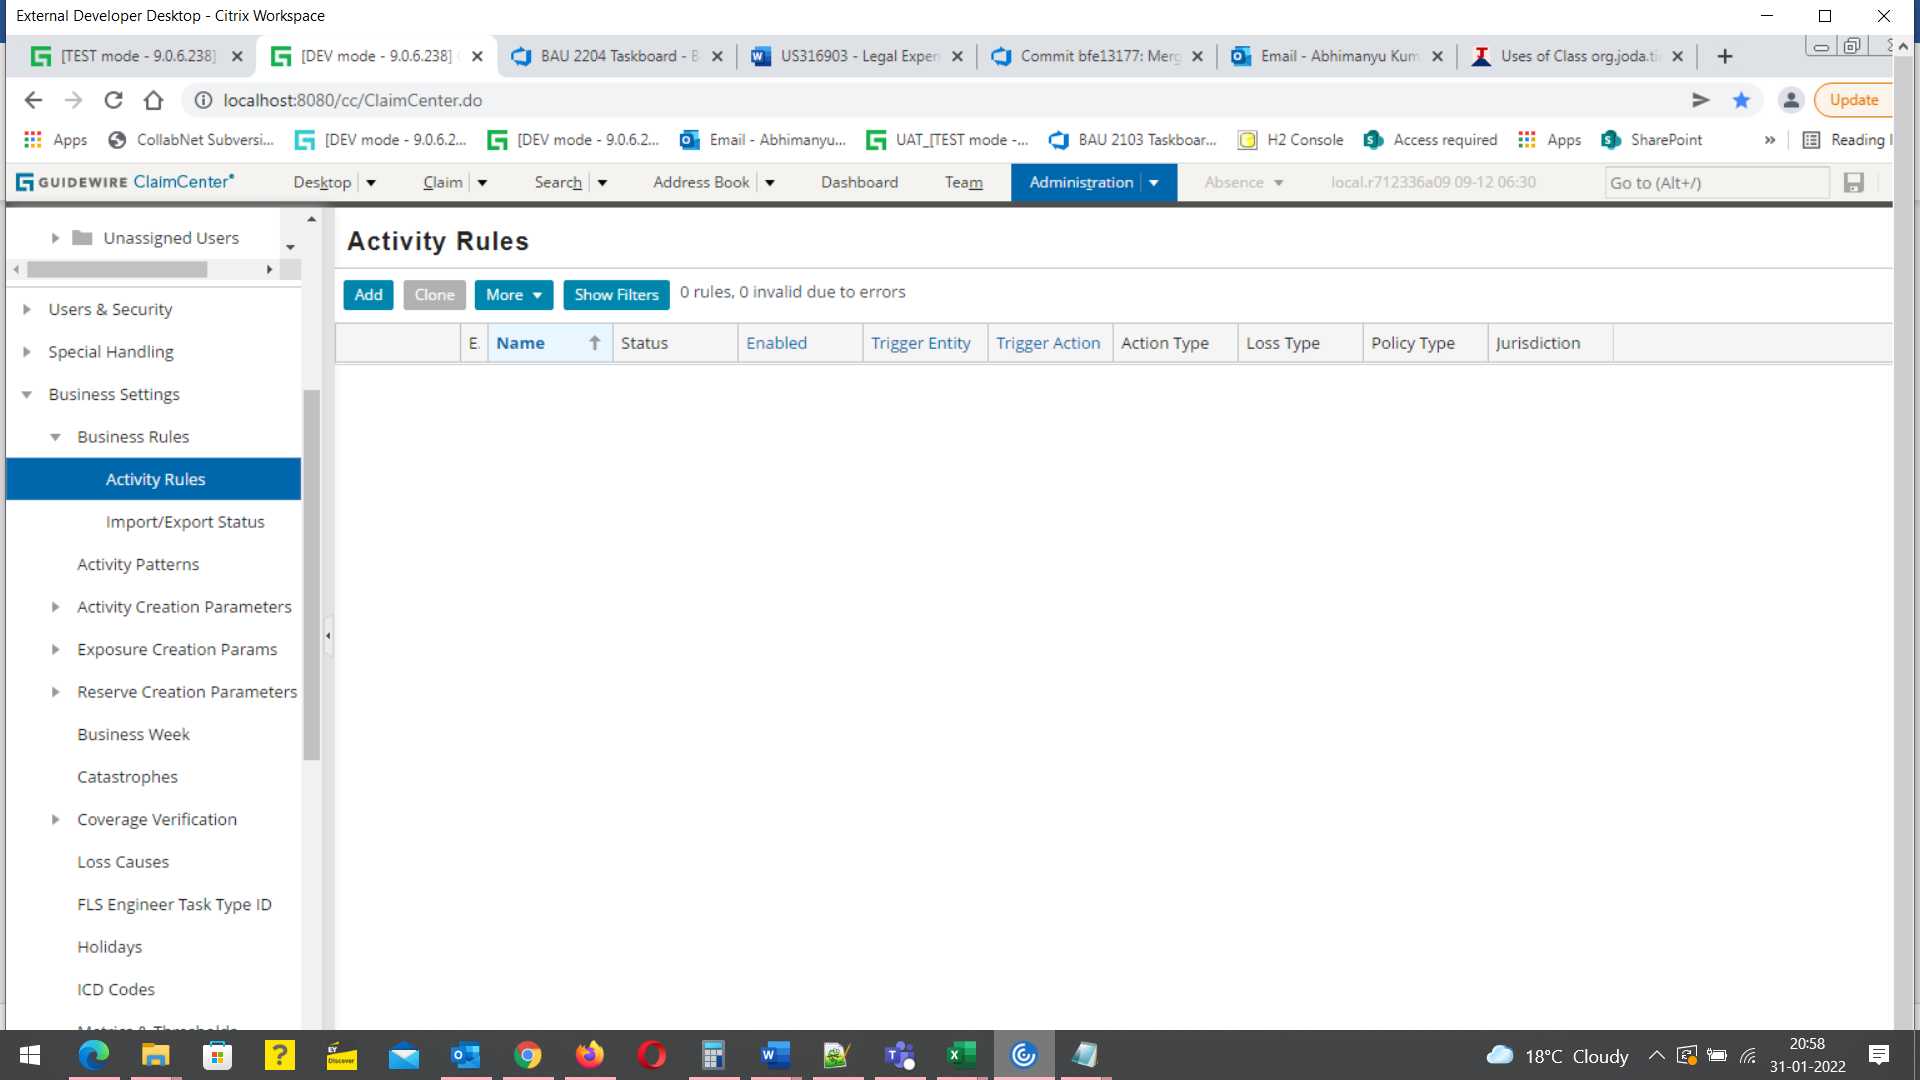 External Developer Desktop - Citrix Workspace
[TEST mode - 9.0.6.238]
[DEV mode - 9.0.6.238]
BAU 2204 Taskboard - B
US316903 - Legal Exper
Commit bfe13177: Merg
Email - Abhimanyu Kum
Uses of Class org.joda.ti
localhost:8080/cc/ClaimCenter.do
Update
Apps
CollabNet Subversi...
[DEV mode - 9.0.6.2...
[DEV mode - 9.0.6.2...
Email - Abhimanyu...
UAT_[TEST mode -...
BAU 2103 Taskboar...
H2 Console
Access required
Apps
SharePoint
»
Reading l
GUIDEWIRE ClaimCenter
Desktop
Claim
Search
Address Book
Dashboard
Team
Administration
Absence
local.r712336a09 09-12 06:30
Go to (Alt+/)
Unassigned Users
Users & Security
Special Handling
Business Settings
Business Rules
Activity Rules
Import/Export Status
Activity Patterns
Activity Creation Parameters
Exposure Creation Params
Reserve Creation Parameters
Business Week
Catastrophes
Coverage Verification
Loss Causes
FLS Engineer Task Type ID
Holidays
ICD Codes
Metrics & Thresholds
Activity Rules
Add
Clone
More
Show Filters
0 rules, 0 invalid due to errors
E.
Name
Status
Enabled
Trigger Entity
Trigger Action
Action Type
Loss Type
Policy Type
Jurisdiction
EY
Discover
18°C Cloudy
20:58
31-01-2022